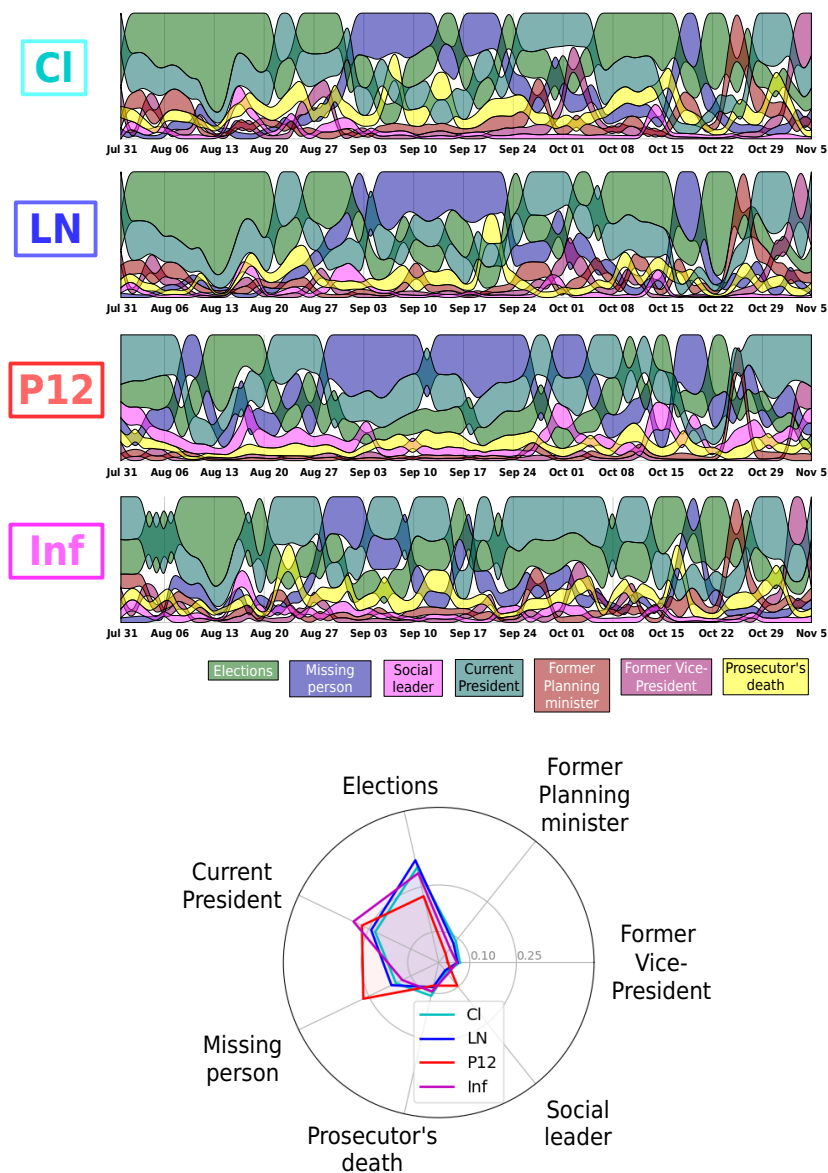 Cl
Jul 31 Aug 06 Aug 13 Aug 20 Aug 27 Sep 03 Sep 10 Sep 17 Sep 24 Oct 01 Oct 08 Oct 15 Oct 22 Oct 29 Nov 5
LN
Jul 31 Aug 06 Aug 13 Aug 20 Aug 27 Sep 03 Sep 10 Sep 17 Sep 24 Oct 01 Oct 08 Oct 15 Oct 22 Oct 29 Nov 5
P12
Jul 31 Aug 06 Aug 13 Aug 20 Aug 27 Sep 03 Sep 10 Sep 17 Sep 24 Oct 01 Oct 08 Oct 15 Oct 22 Oct 29 Nov 5
Inf
Jul 31 Aug 06 Aug 13 Aug 20 Aug 27 Sep 03 Sep 10 Sep 17 Sep 24 Oct 01 Oct 08 Oct 15 Oct 22 Oct 29 Nov 5
Elections
Missing
person
Social
leader
Current
President
Former
Planning
minister
Former Vice-
President
Prosecutor's
death
Elections
Former
Planning
minister
Current
President
Former
Vice-
President
0.10 0.25
Missing
person
Cl
LN
P12
Inf
Prosecutor's
death
Social
leader